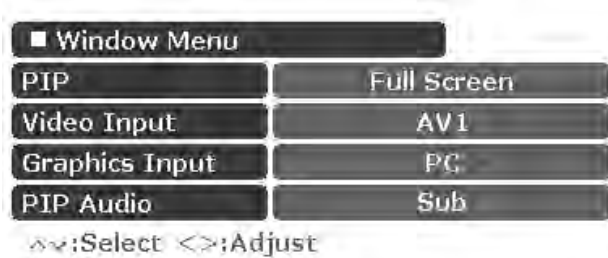 ■ Window Menu
PIP Full Screen
Video Input AV1
Graphics Input PC
PIP Audio Sub
︿﹀:Select <>:Adjust